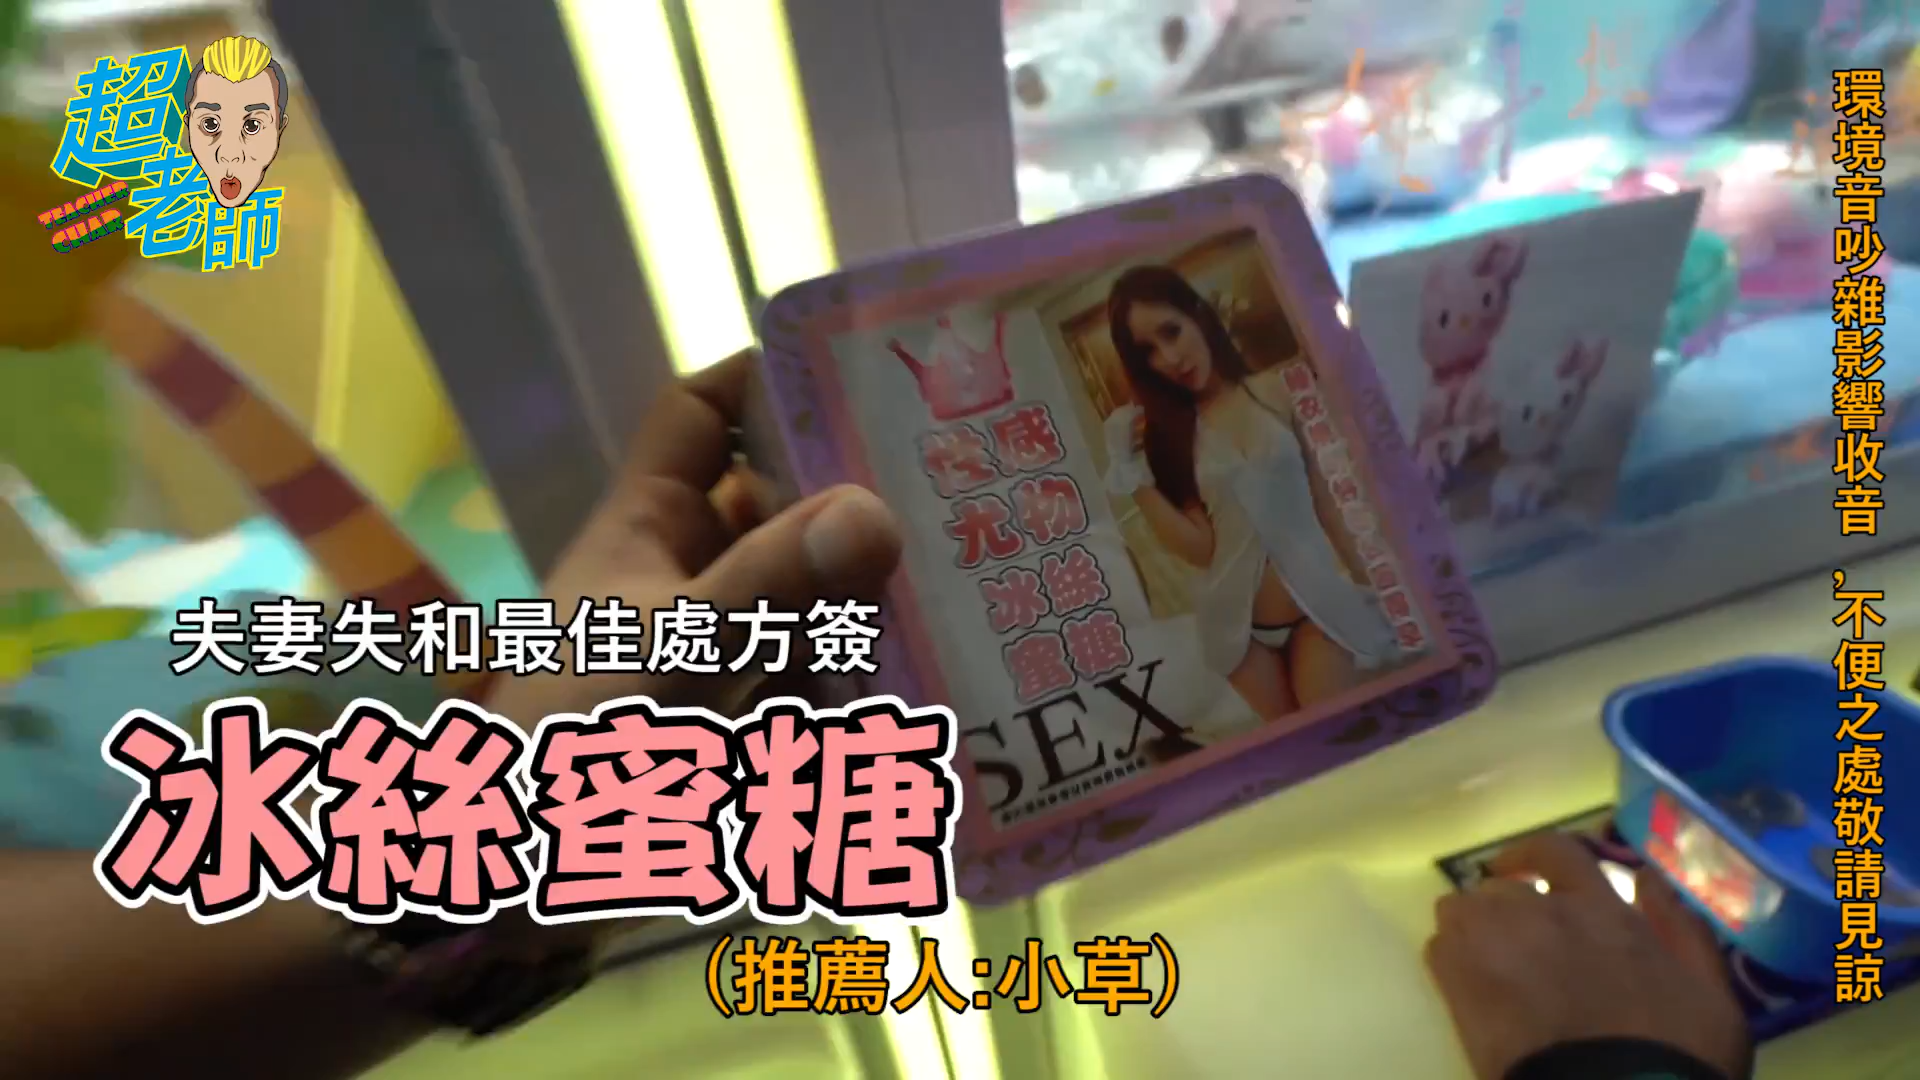 超老師
TEACHER
CHAR
環境音吵雜影響收音,不便之處敬請見諒
性感
尤物
冰絲
蜜糖
SEX
夫妻失和最佳處方簽
冰絲蜜糖
(推薦人:小草)